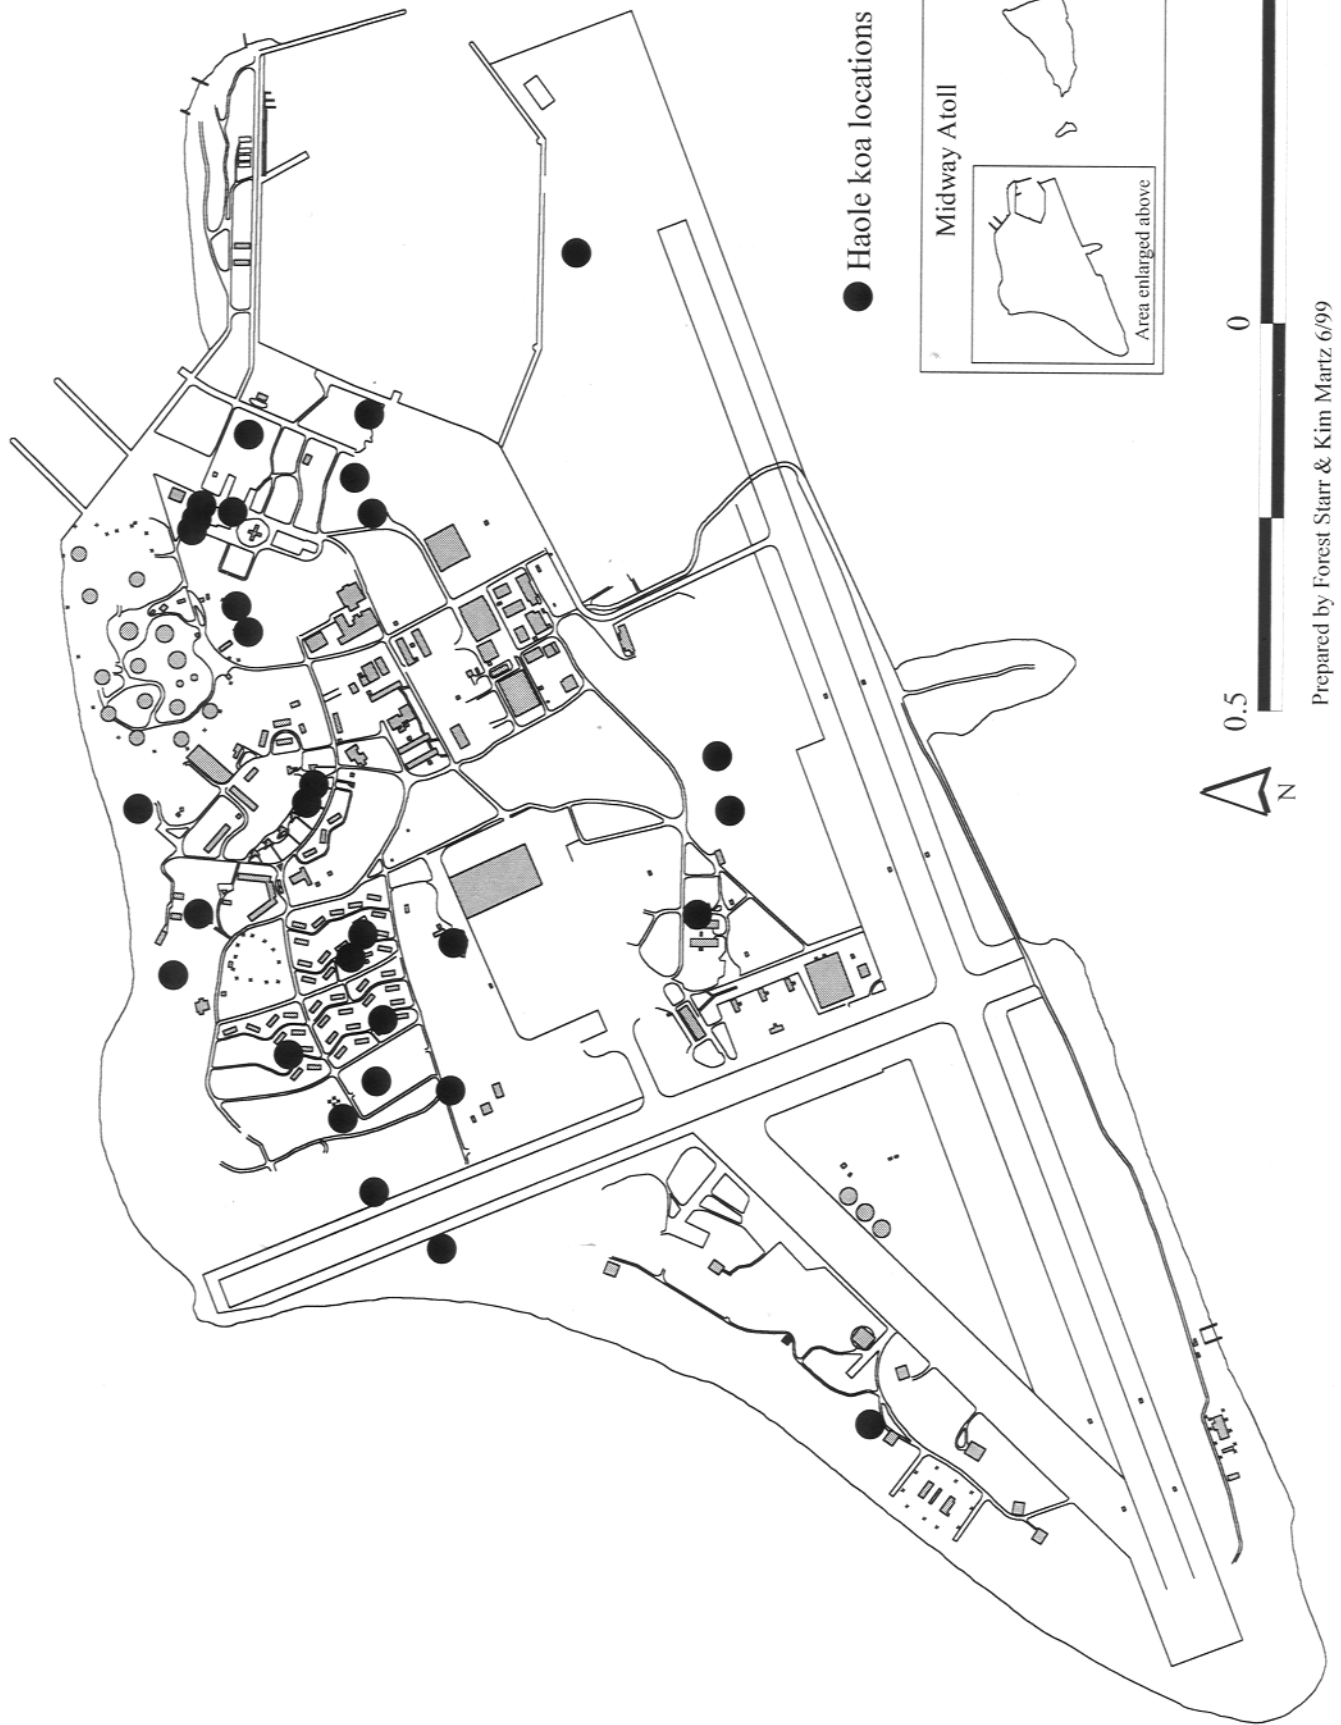 Haole koa locations
Midway Atoll
Area enlarged above
0.5
0
N
Prepared by Forest Starr & Kim Martz 6/99